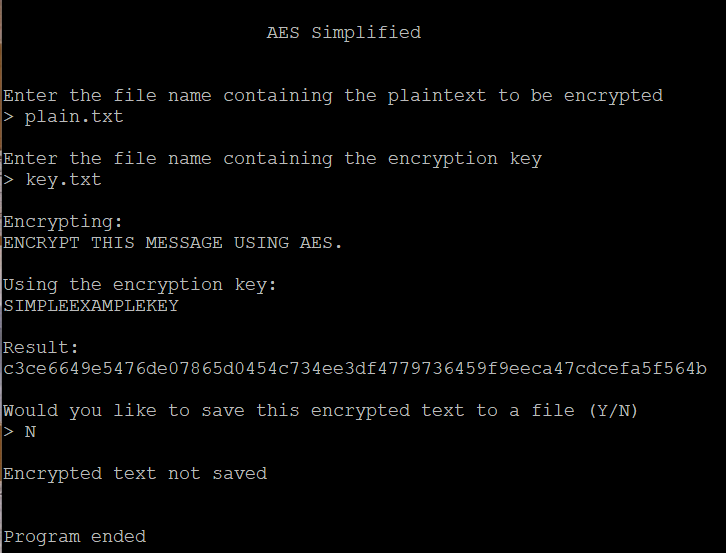 AES Simplified
Enter the file name containing the plaintext to be encrypted
> plain.txt
Enter the file name containing the encryption key
> key.txt
Encrypting:
ENCRYPT THIS MESSAGE USING AES.
Using the encryption key:
SIMPLEEXAMPLEKEY
Result:
c3ce6649e5476de07865d0454c734ee3df4779736459f9eeca47cdcefa5f564b
Would you like to save this encrypted text to a file (Y/N)
> N
Encrypted text not saved
Program ended